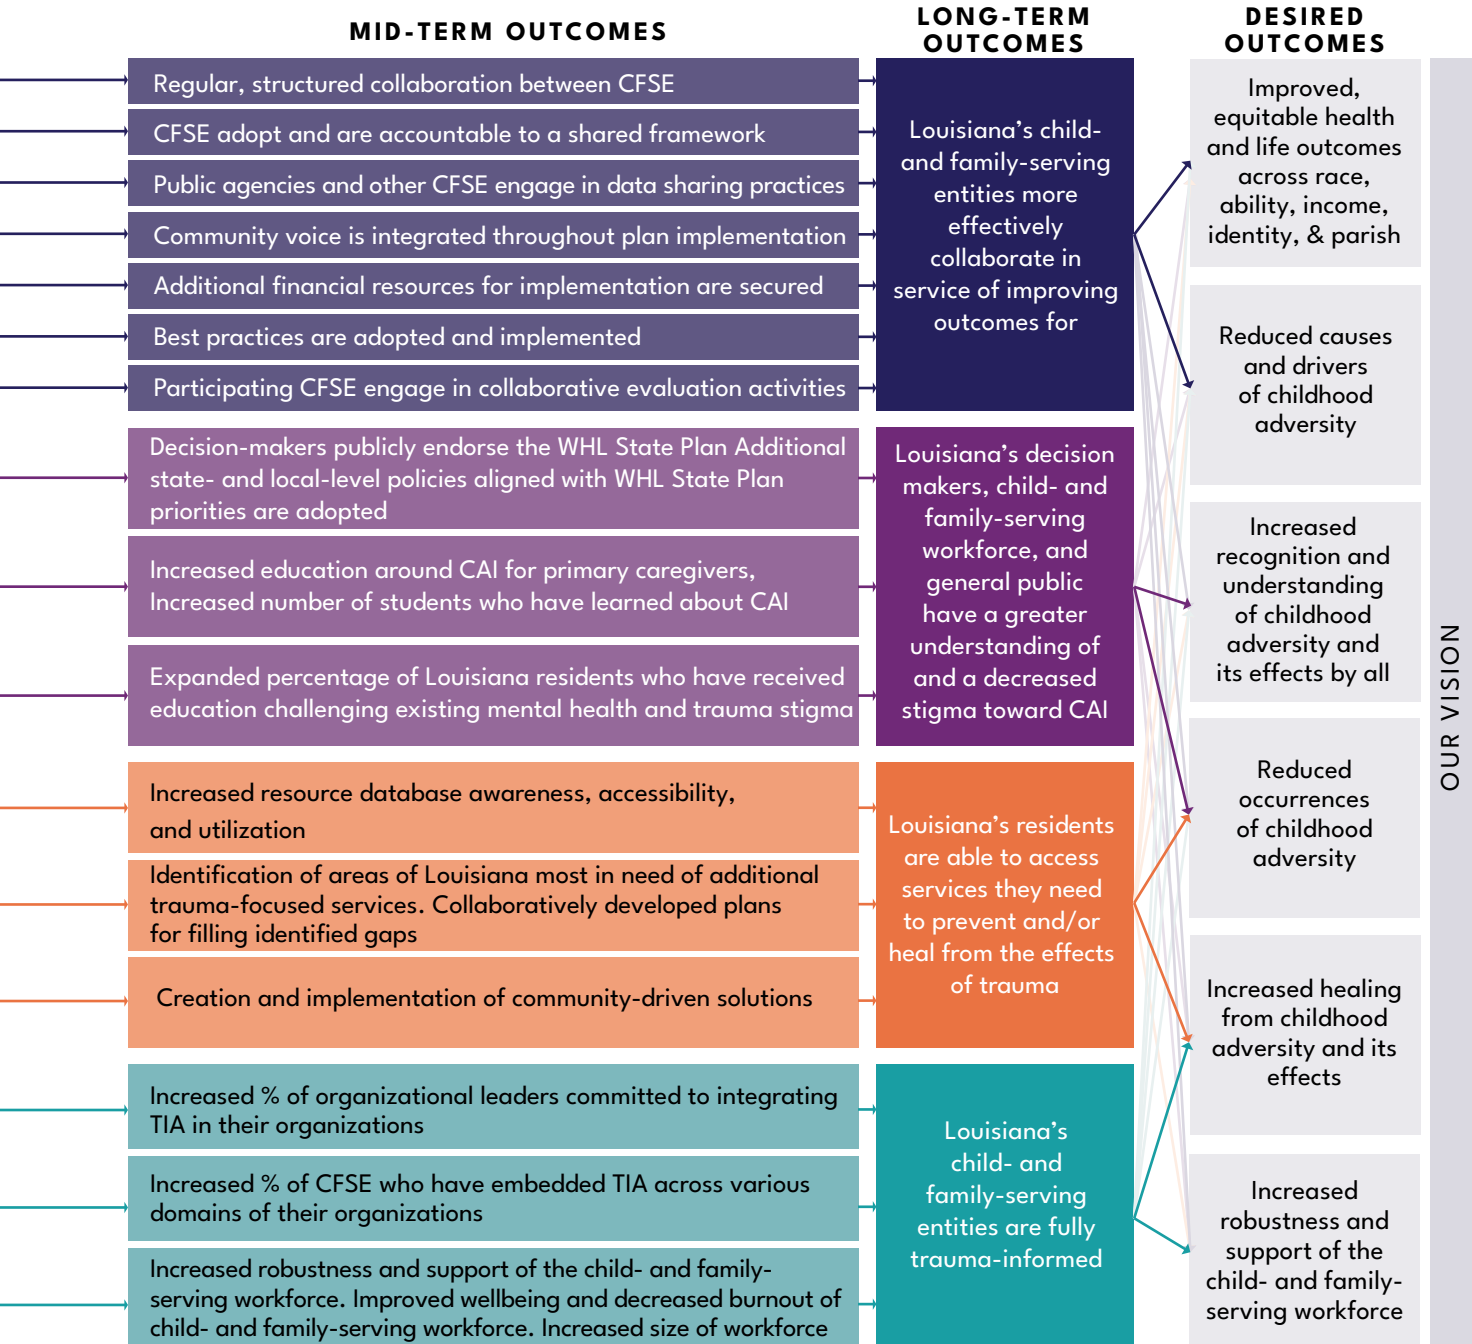 MID-TERM OUTCOMES
LONG-TERM
OUTCOMES
DESIRED
OUTCOMES
Regular, structured collaboration between CFSE
CFSE adopt and are accountable to a shared framework
Public agencies and other CFSE engage in data sharing practices
Community voice is integrated throughout plan implementation
Additional financial resources for implementation are secured
Best practices are adopted and implemented
Participating CFSE engage in collaborative evaluation activities
Louisiana's child-
and family-serving
entities more
effectively
collaborate in
service of improving
outcomes for
Decision-makers publicly endorse the WHL State Plan Additional
state- and local-level policies aligned with WHL State Plan
priorities are adopted
Increased education around CAI for primary caregivers,
Increased number of students who have learned about CAI
Expanded percentage of Louisiana residents who have received
education challenging existing mental health and trauma stigma
Louisiana's decision
makers, child- and
family-serving
workforce, and
general public
have a greater
understanding of
and a decreased
stigma toward CAI
Increased resource database awareness, accessibility,
and utilization
Identification of areas of Louisiana most in need of additional
trauma-focused services. Collaboratively developed plans
for filling identified gaps
Creation and implementation of community-driven solutions
Louisiana's residents
are able to access
services they need
to prevent and/or
heal from the effects
of trauma
Increased % of organizational leaders committed to integrating
TIA in their organizations
Increased % of CFSE who have embedded TIA across various
domains of their organizations
Increased robustness and support of the child- and family-
serving workforce. Improved wellbeing and decreased burnout of
child- and family-serving workforce. Increased size of workforce
Louisiana's
child- and
family-serving
entities are fully
trauma-informed
Improved,
equitable health
and life outcomes
across race,
ability, income,
identity, & parish
Reduced causes
and drivers
of childhood
adversity
Increased
recognition and
understanding
of childhood
adversity and
its effects by all
Reduced
occurrences
of childhood
adversity
Increased healing
from childhood
adversity and its
effects
Increased
robustness and
support of the
child- and family-
serving workforce
OUR VISION